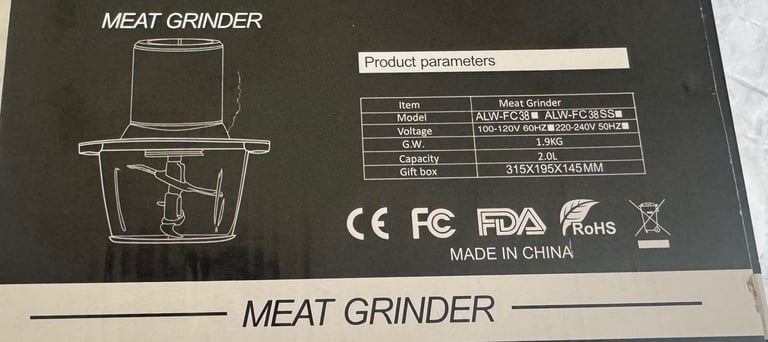 MEAT GRINDER
Product parameters
Item Meat Grinder
Model ALW-FC38■ ALW-FC38SS■
Voltage 100-120V 60HZ■220-240V 50HZ■
G.W. 1.9KG
Capacity 2.0L
Gift box 315X195X145MM
CE FC FDA RoHS
MADE IN CHINA
MEAT GRINDER